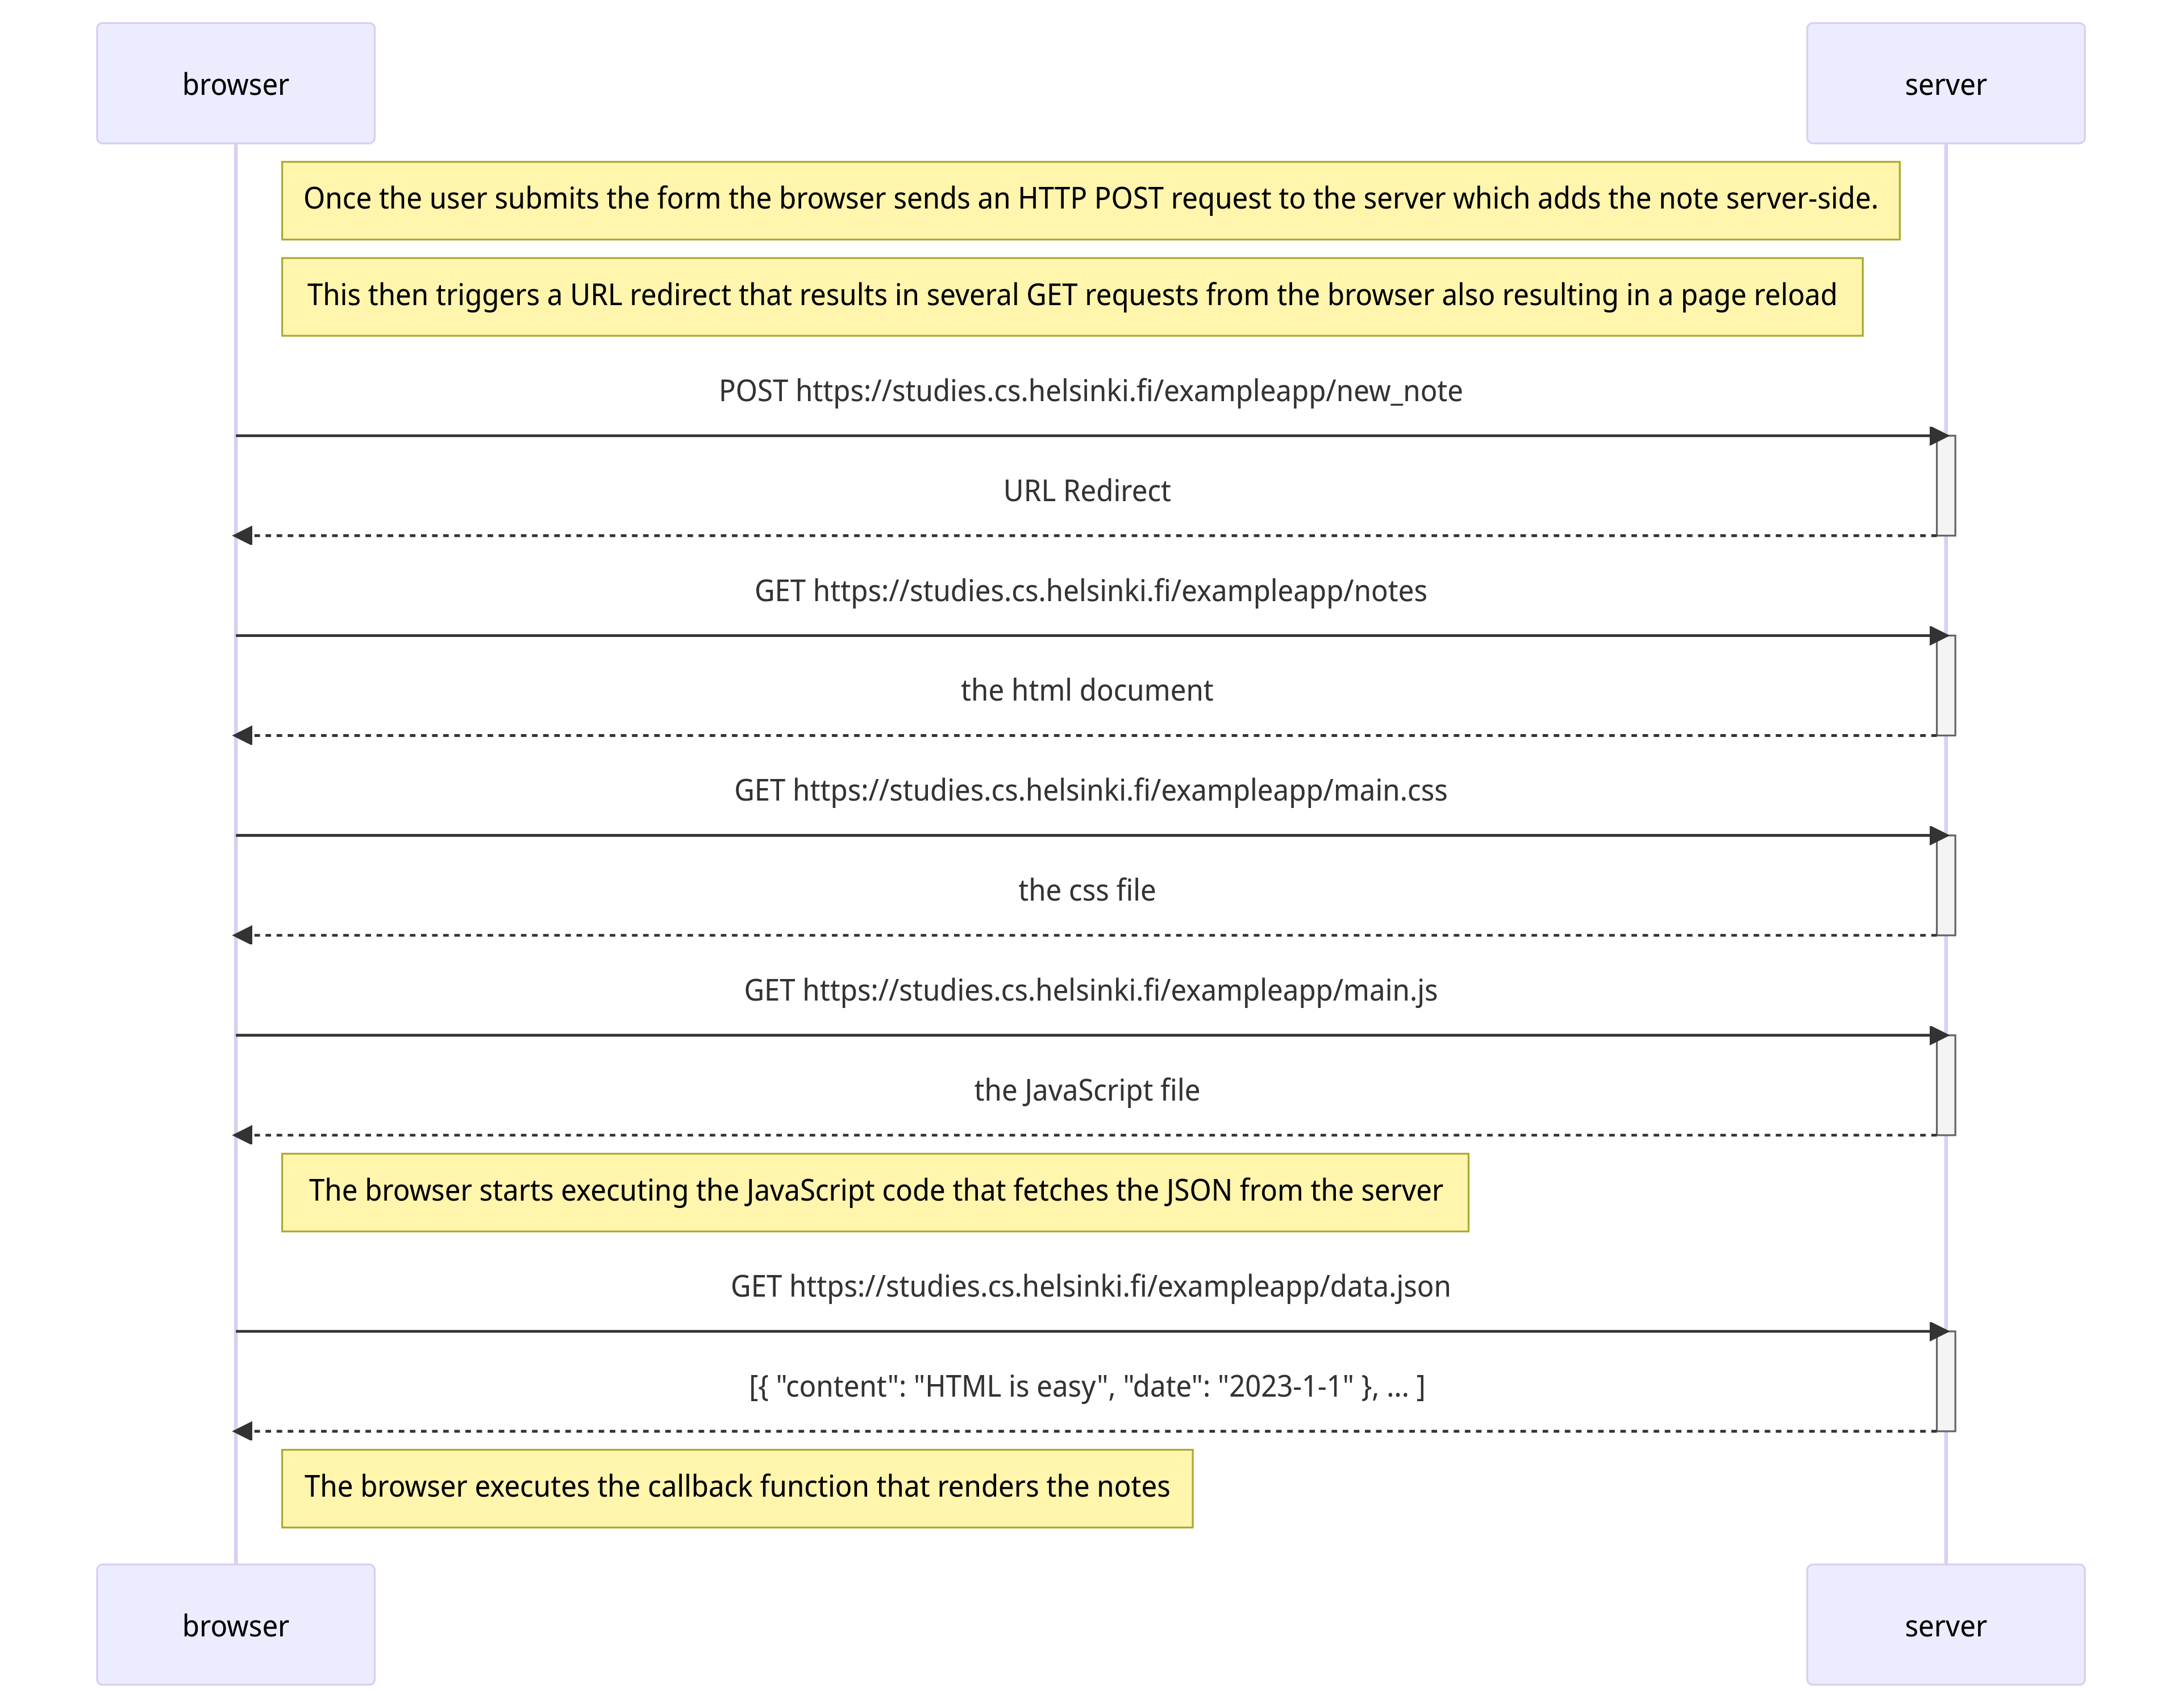 browser
server
Once the user submits the form the browser sends an HTTP POST request to the server which adds the note server-side.
This then triggers a URL redirect that results in several GET requests from the browser also resulting in a page reload
POST https://studies.cs.helsinki.fi/exampleapp/new_note
URL Redirect
GET https://studies.cs.helsinki.fi/exampleapp/notes
the html document
GET https://studies.cs.helsinki.fi/exampleapp/main.css
the css file
GET https://studies.cs.helsinki.fi/exampleapp/main.js
the JavaScript file
The browser starts executing the JavaScript code that fetches the JSON from the server
GET https://studies.cs.helsinki.fi/exampleapp/data.json
[{ "content": "HTML is easy", "date": "2023-1-1" }, ... ]
The browser executes the callback function that renders the notes
browser
server